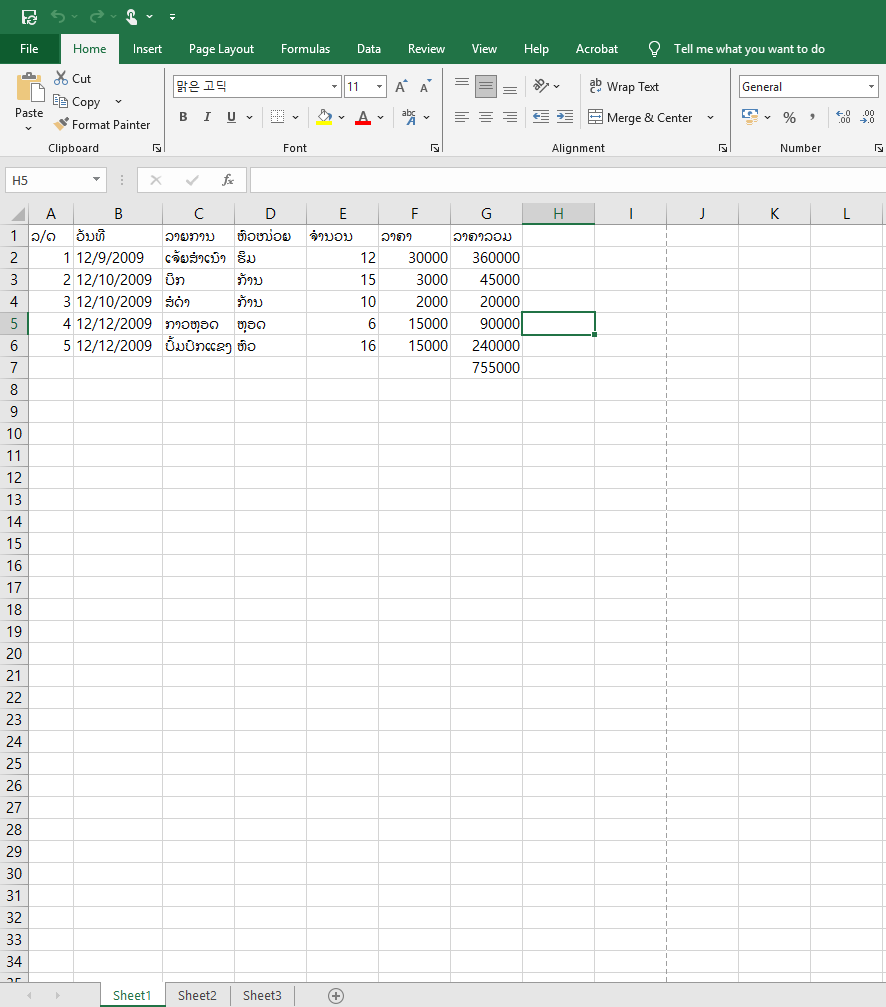 File Home Insert Page Layout Formulas Data Review View Help Acrobat Tell me what you want to do
Paste
Cut
Copy
Format Painter
맑은 고딕 11
B I U
abc A
ab Wrap Text
Merge & Center
General
% ,
Clipboard Font Alignment Number
H5 fx
A B C D E F G H I J K L
1 ລ/ດ ວັນທີ ລາຍການ ຫົວໜ່ວຍ ຈຳນວນ ລາຄາ ລາຄາລວມ
2 1 12/9/2009 ເຈ້ຍສຳເນົາ ຮິມ 12 30000 360000
3 2 12/10/2009 ບິກ ກ້ານ 15 3000 45000
4 3 12/10/2009 ສໍດຳ ກ້ານ 10 2000 20000
5 4 12/12/2009 ກາວຫຼອດ ຫຼອດ 6 15000 90000
6 5 12/12/2009 ປຶ້ມປົກແຂງ ຫົວ 16 15000 240000
7 755000
8
9
10
11
12
13
14
15
16
17
18
19
20
21
22
23
24
25
26
27
28
29
30
31
32
33
34
Sheet1 Sheet2 Sheet3